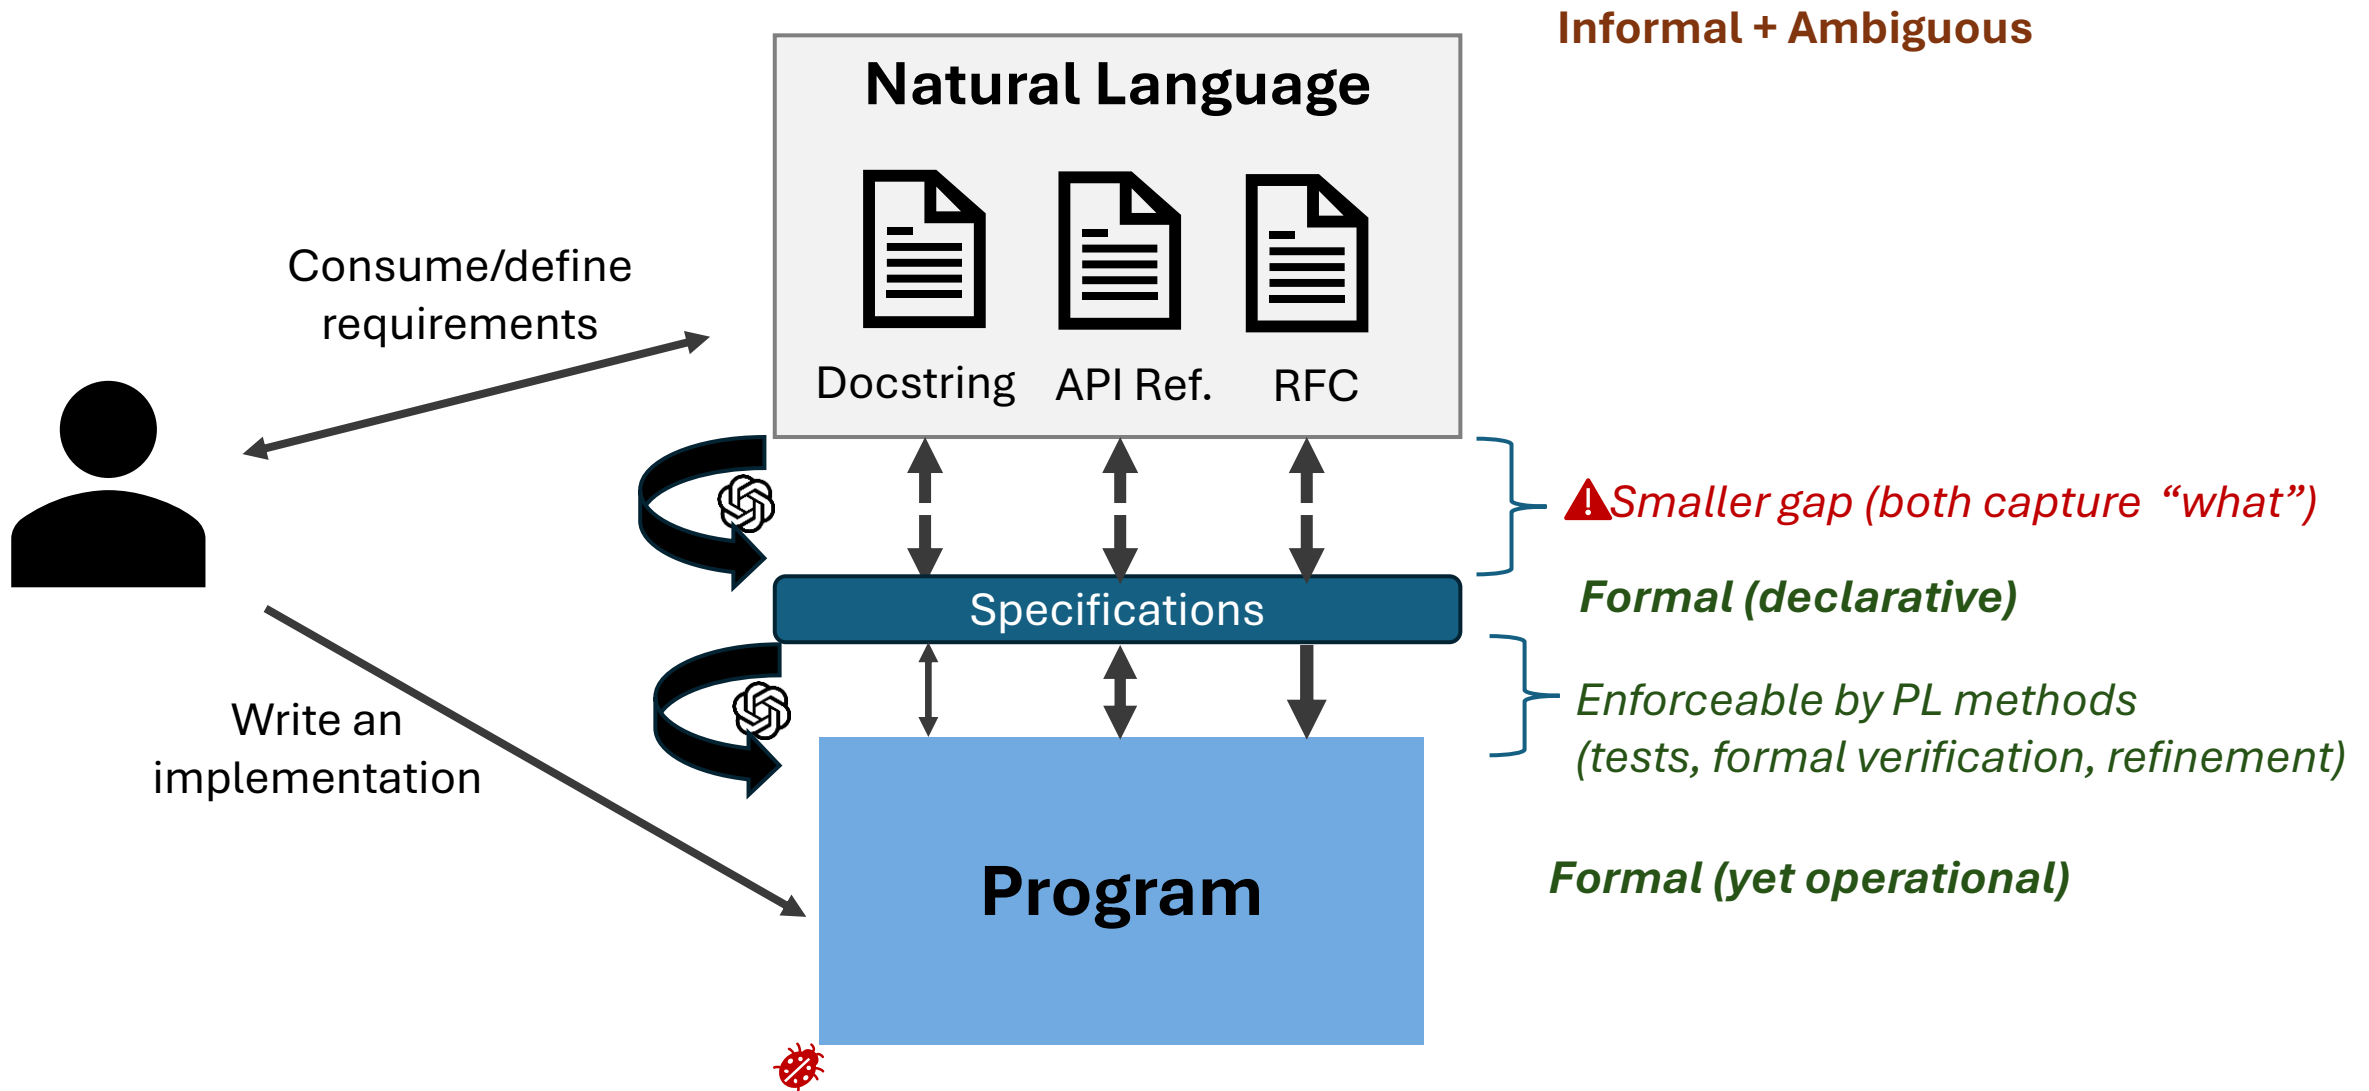 Informal + Ambiguous
Natural Language
Docstring
API Ref.
RFC
Consume/define
requirements
Smaller gap (both capture “what”)
Formal (declarative)
Specifications
Enforceable by PL methods
(tests, formal verification, refinement)
Write an
implementation
Program
Formal (yet operational)